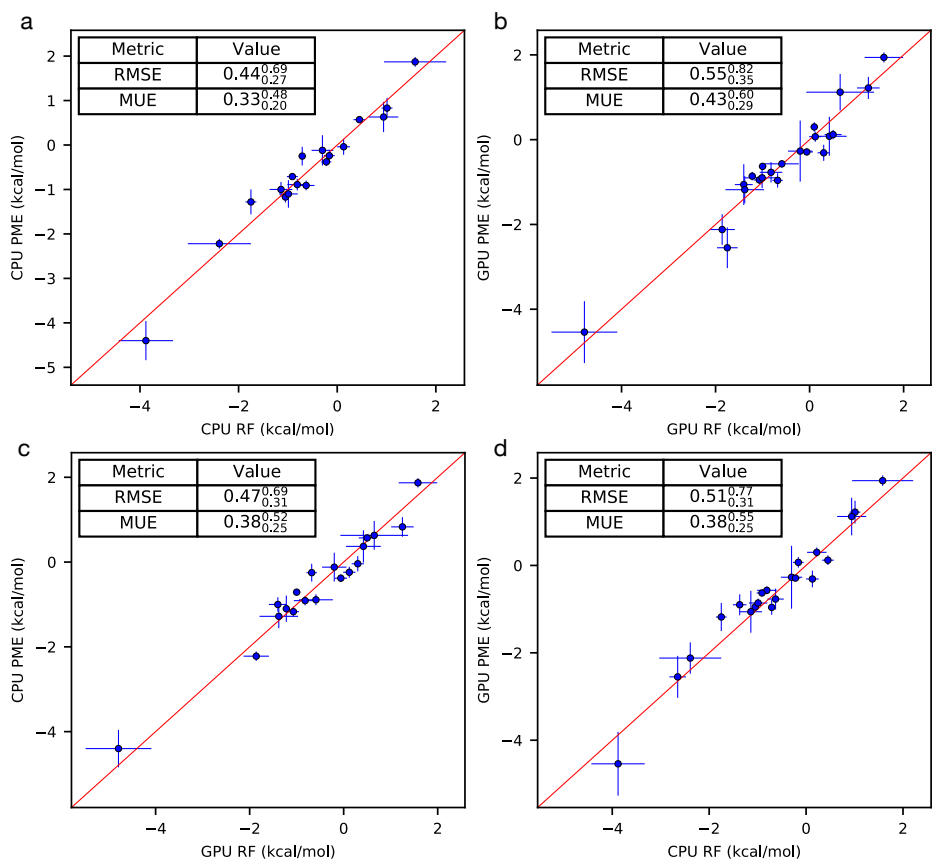 a
Metric Value
RMSE 0.44 0.69 0.27
MUE 0.33 0.48 0.20
2
1
0
−1
−2
−3
−4
−5
CPU PME (kcal/mol)
−4 −2 0 2
CPU RF (kcal/mol)
b
Metric Value
RMSE 0.55 0.82 0.35
MUE 0.43 0.60 0.29
2
0
−2
−4
GPU PME (kcal/mol)
−4 −2 0 2
GPU RF (kcal/mol)
c
Metric Value
RMSE 0.47 0.69 0.31
MUE 0.38 0.52 0.25
2
0
−2
−4
CPU PME (kcal/mol)
−4 −2 0 2
GPU RF (kcal/mol)
d
Metric Value
RMSE 0.51 0.77 0.31
MUE 0.38 0.55 0.25
2
0
−2
−4
GPU PME (kcal/mol)
−4 −2 0 2
CPU RF (kcal/mol)